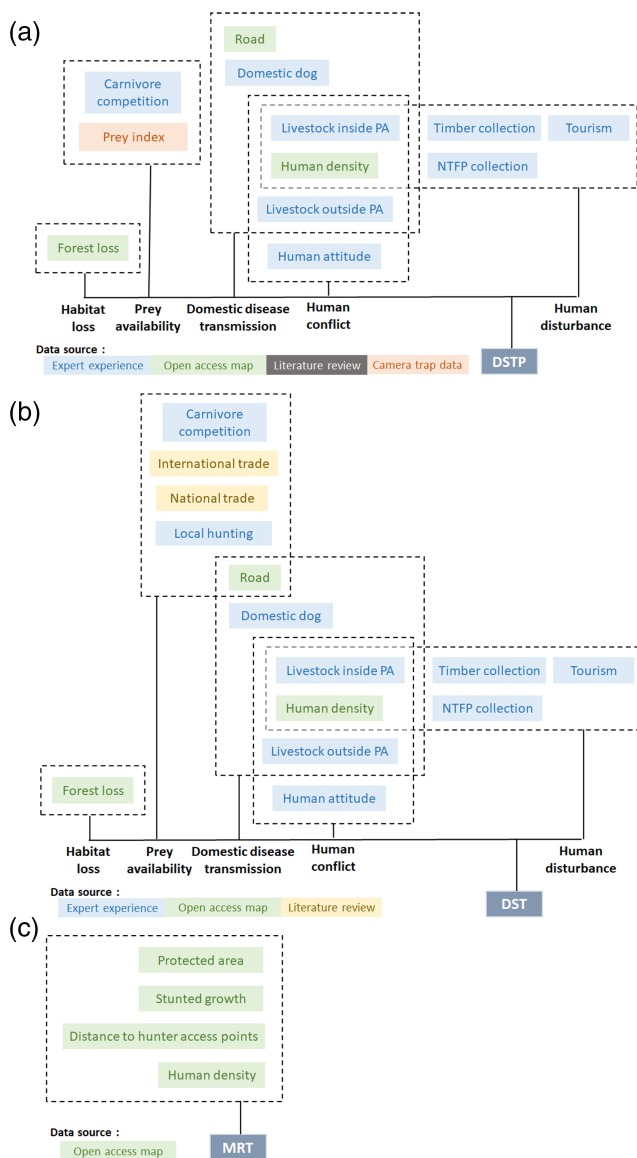 (a)
Road
Carnivore
competition
Domestic dog
Prey index
Livestock inside PA
Timber collection
Tourism
Human density
NTFP collection
Livestock outside PA
Forest loss
Human attitude
Habitat
loss
Prey
availability
Domestic disease
transmission
Human
conflict
Human
disturbance
Data source :
Expert experience
Open access map
Literature review
Camera trap data
DSTP
(b)
Carnivore
competition
International trade
National trade
Local hunting
Road
Domestic dog
Livestock inside PA
Timber collection
Tourism
Human density
NTFP collection
Livestock outside PA
Forest loss
Human attitude
Habitat
loss
Prey
availability
Domestic disease
transmission
Human
conflict
Human
disturbance
Data source :
Expert experience
Open access map
Literature review
DST
(c)
Protected area
Stunted growth
Distance to hunter access points
Human density
Data source :
Open access map
MRT